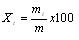 X_i = m_i/m x100